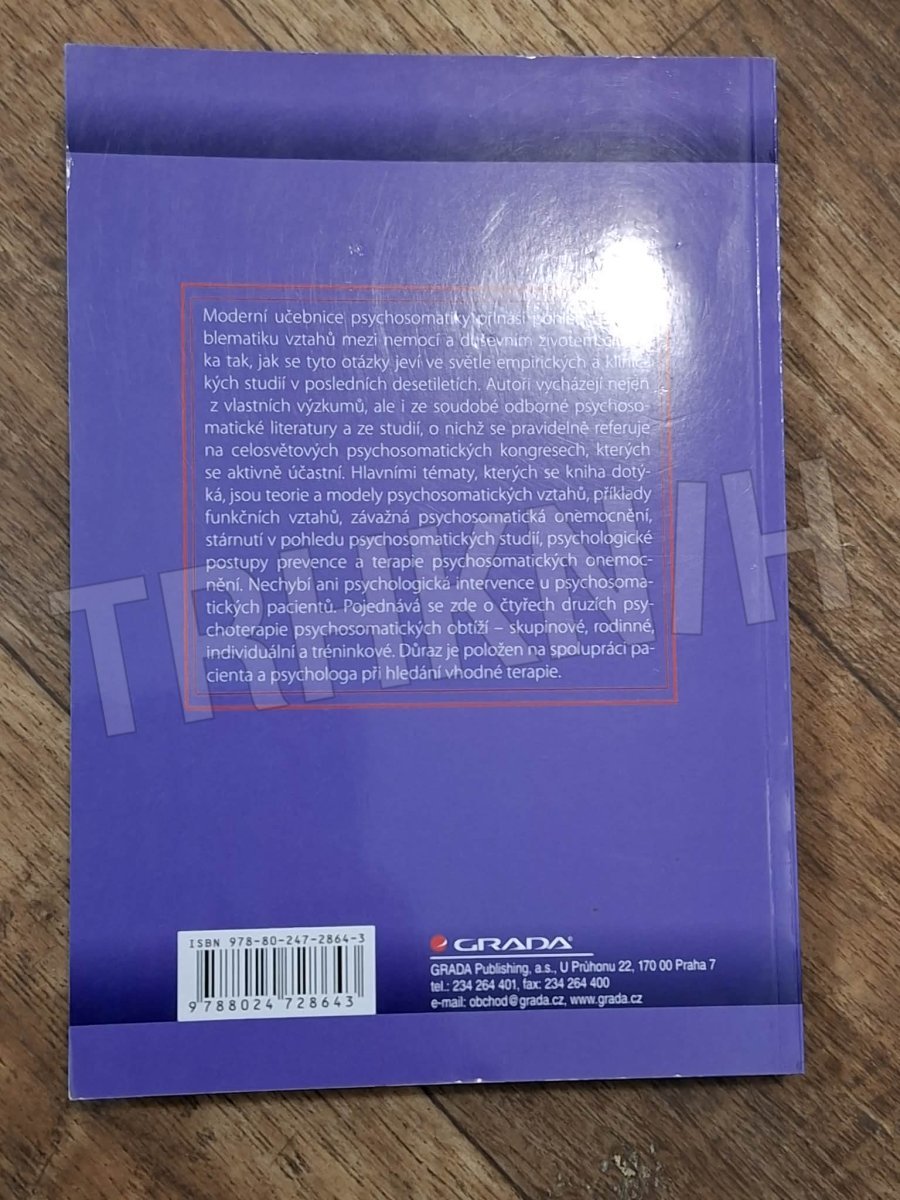 Moderní učebnice psychosomatiky přináší
blematiku vztahů mezi nemocí a duševním životem
ka tak, jak se tyto otázky jeví ve světle empirických a klinic-
kých studií v posledních desetiletích. Autoři vycházejí nejen
z vlastních výzkumů, ale i ze soudobé odborné psychoso-
matické literatury a ze studií, o nichž se pravidelně referuje
na celosvětových psychosomatických kongresech, kterých
se aktivně účastní. Hlavními tématy, kterých se kniha dotý-
ká, jsou teorie a modely psychosomatických vztahů, příklady
funkčních vztahů, závažná psychosomatická onemocnění,
stárnutí v pohledu psychosomatických studií, psychologické
postupy prevence a terapie psychosomatických onemoc-
nění. Nechybí ani psychologická intervence u psychosoma-
tických pacientů. Pojednává se zde o čtyřech druzích psy-
choterapie psychosomatických obtíží – skupinové, rodinné,
individuální a tréninkové. Důraz je položen na spolupráci pa-
cienta a psychologa při hledání vhodné terapie.
TRHKNIH
ISBN 978-80-247-2864-3
9 788024 728643
GRADA®
GRADA Publishing, a.s., U Průhonu 22, 170 00 Praha 7
tel.: 234 264 401, fax: 234 264 400
e-mail: obchod@grada.cz, www.grada.cz